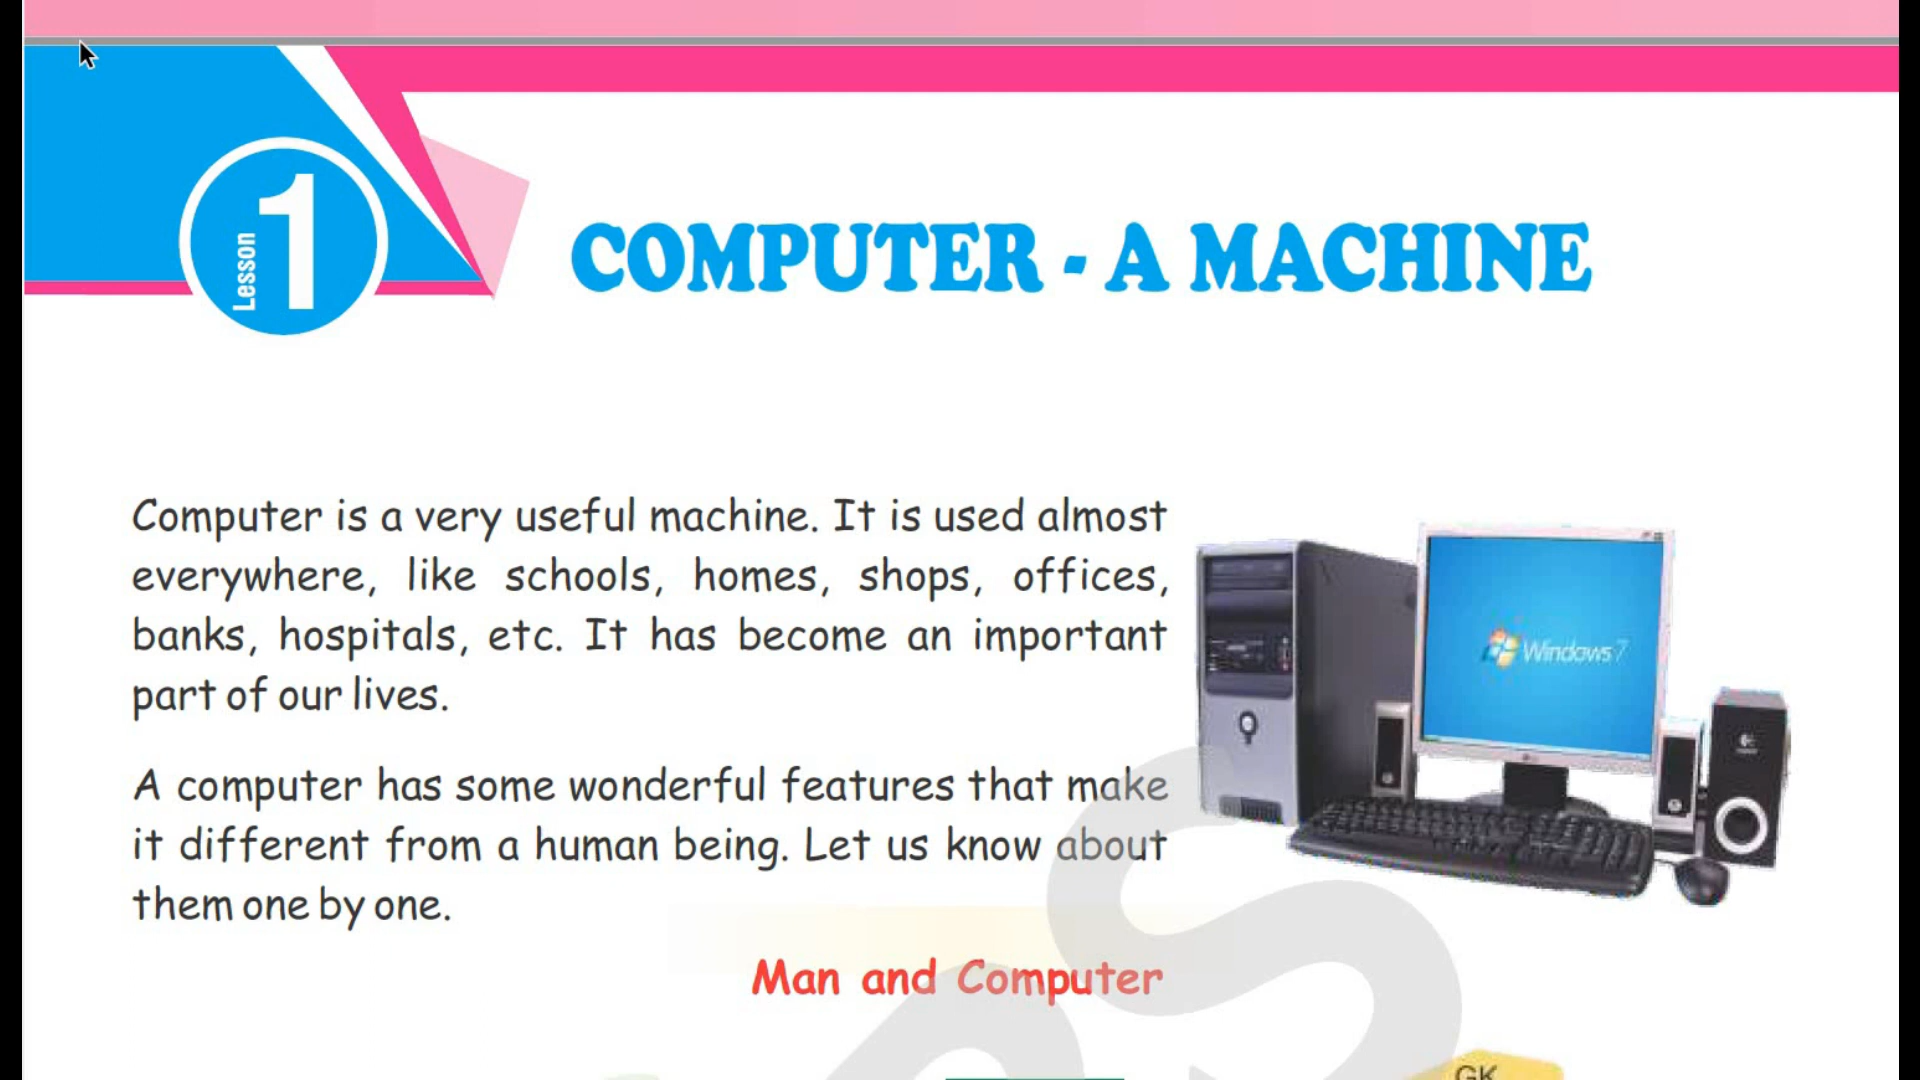 Lesson
1
COMPUTER - A MACHINE
Computer is a very useful machine. It is used almost
everywhere, like schools, homes, shops, offices,
banks, hospitals, etc. It has become an important
part of our lives.
Windows 7
A computer has some wonderful features that make
it different from a human being. Let us know about
them one by one.
Man and Computer
GK